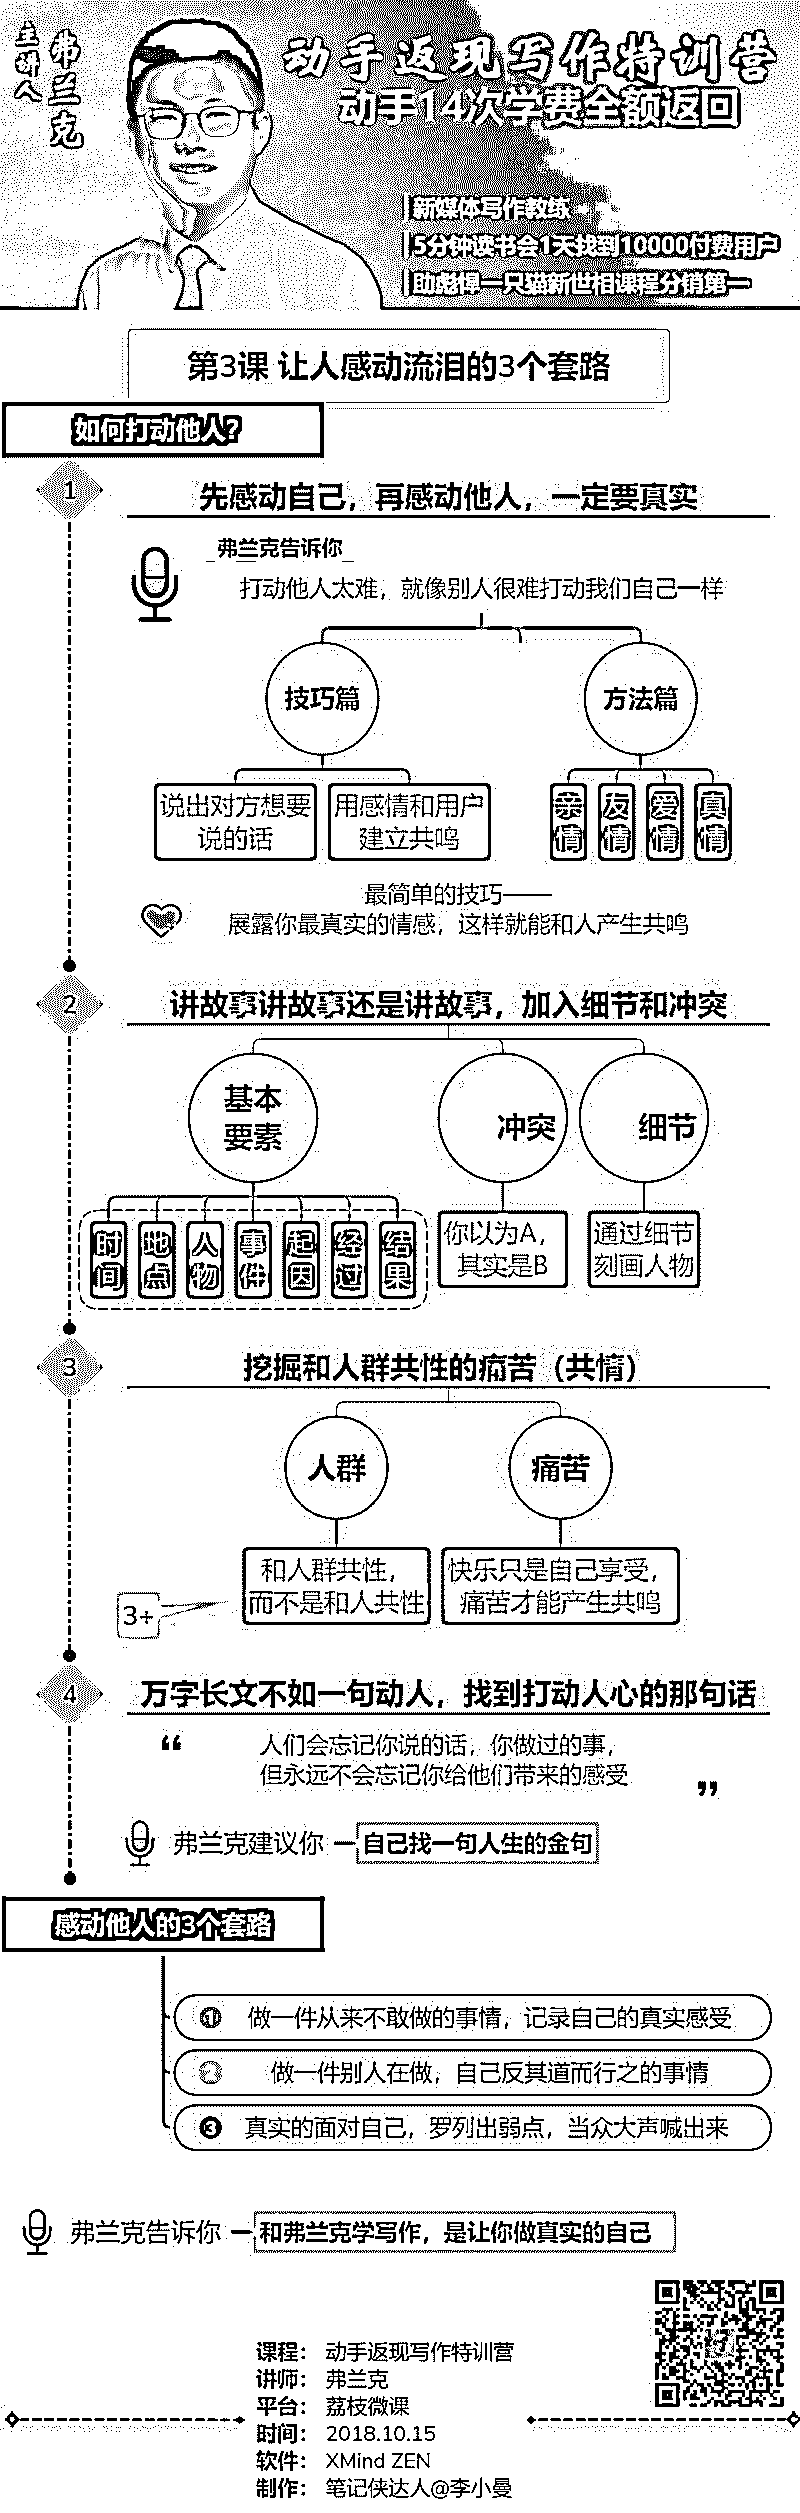 主讲人
弗兰克
动手返现写作特训营
动手14次学费全额返回
新媒体写作教练
5分钟读书会1天找到10000付费用户
助彪悍一只猫新世相课程分销第一
第3课 让人感动流泪的3个套路
如何打动他人?
1
先感动自己，再感动他人，一定要真实
弗兰克告诉你
打动他人太难，就像别人很难打动我们自己一样
技巧篇
方法篇
说出对方想要
说的话
用感情和用户
建立共鸣
亲情
友情
爱情
真情
最简单的技巧——
展露你最真实的情感，这样就能和人产生共鸣
2
讲故事讲故事还是讲故事，加入细节和冲突
基本
要素
冲突
细节
时间
地点
人物
事件
起因
经过
结果
你以为A，
其实是B
通过细节
刻画人物
3
挖掘和人群共性的痛苦（共情）
人群
痛苦
和人群共性，
而不是和人共性
快乐只是自己享受，
痛苦才能产生共鸣
3+
4
万字长文不如一句动人，找到打动人心的那句话
“
人们会忘记你说的话，你做过的事，
但永远不会忘记你给他们带来的感受
”
弗兰克建议你
自己找一句人生的金句
感动他人的3个套路
1 做一件从来不敢做的事情，记录自己的真实感受
2 做一件别人在做，自己反其道而行之的事情
3 真实的面对自己，罗列出弱点，当众大声喊出来
弗兰克告诉你
和弗兰克学写作，是让你做真实的自己
课程： 动手返现写作特训营
讲师： 弗兰克
平台： 荔枝微课
时间： 2018.10.15
软件： XMind ZEN
制作： 笔记侠达人@李小曼